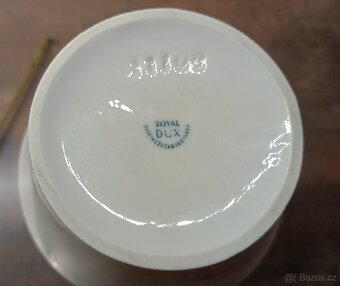 ROYAL
DUX
MADE IN CZECHOSLOVAKIA
@( Bazos.cz